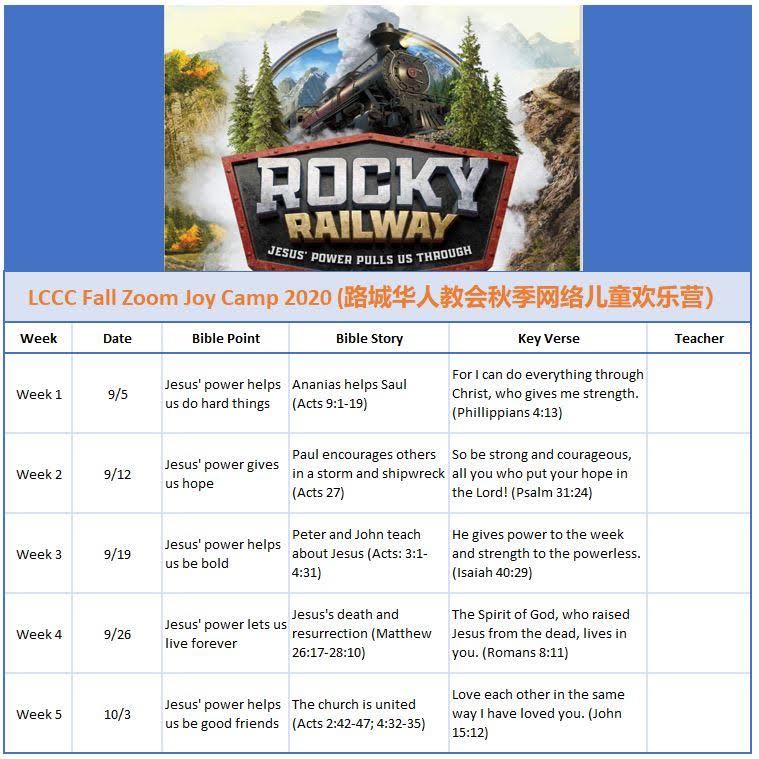 ROCKY
RAILWAY
JESUS' POWER PULLS US THROUGH
LCCC Fall Zoom Joy Camp 2020 (路城华人教会秋季网络儿童欢乐营)
Week Date Bible Point Bible Story Key Verse Teacher
Week 1 9/5
Jesus' power helps
us do hard things
Ananias helps Saul
(Acts 9:1-19)
For I can do everything through
Christ, who gives me strength.
(Phillippians 4:13)
Week 2 9/12
Jesus' power gives
us hope
Paul encourages others
in a storm and shipwreck
(Acts 27)
So be strong and courageous,
all you who put your hope in
the Lord! (Psalm 31:24)
Week 3 9/19
Jesus' power helps
us be bold
Peter and John teach
about Jesus (Acts: 3:1-
4:31)
He gives power to the week
and strength to the powerless.
(Isaiah 40:29)
Week 4 9/26
Jesus' power lets us
live forever
Jesus's death and
resurrection (Matthew
26:17-28:10)
The Spirit of God, who raised
Jesus from the dead, lives in
you. (Romans 8:11)
Week 5 10/3
Jesus' power helps
us be good friends
The church is united
(Acts 2:42-47; 4:32-35)
Love each other in the same
way I have loved you. (John
15:12)